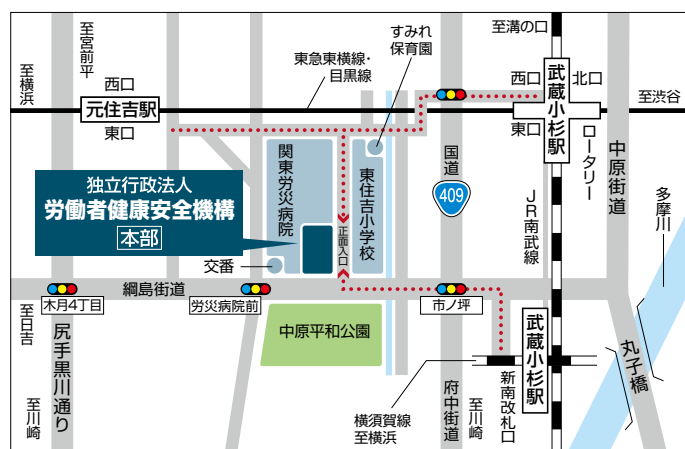 至宮前平
至溝の口
すみれ
保育園
東急東横線・
目黒線
至横浜
西口
元住吉駅
東口
西口
北口
武蔵小杉駅
至渋谷
東口
ロータリー
中原街道
関東労災病院
東住吉小学校
国道
409
JR南武線
多摩川
独立行政法人
労働者健康安全機構
本部
正面入口
交番
綱島街道
木月4丁目
労災病院前
市ノ坪
至日吉
尻手黒川通り
至川崎
中原平和公園
武蔵小杉駅
新南改札口
丸子橋
横須賀線
至横浜
府中街道
至川崎
至川崎